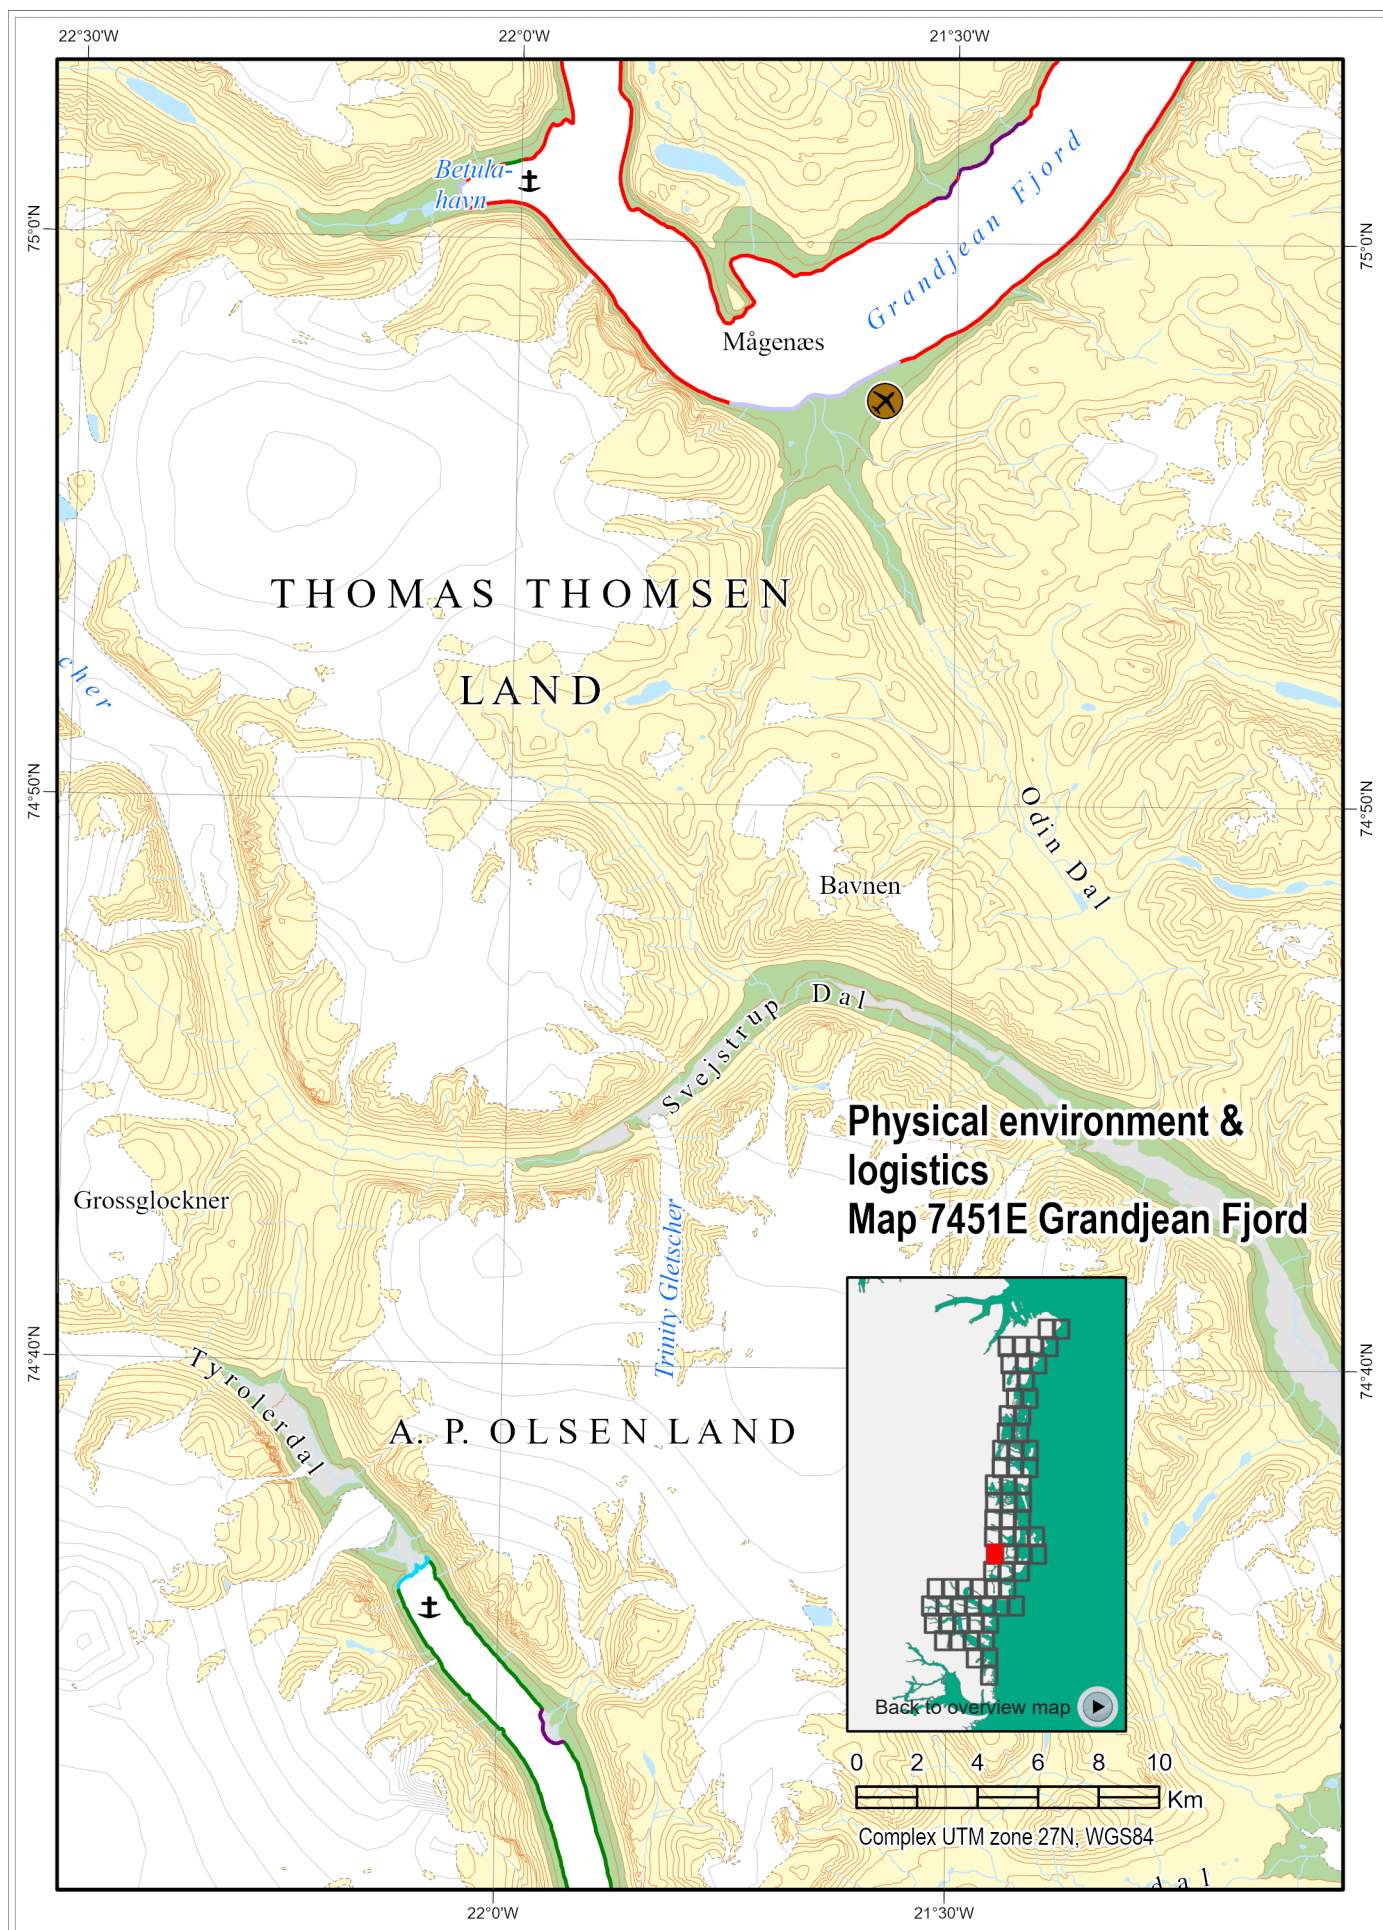 22°30'W
22°0'W
21°30'W
Betula-
havn
Grandjean Fjord
75°0'N
75°0'N
Mågenæs
THOMAS THOMSEN
LAND
cher
74°50'N
74°50'N
Odin Dal
Bavnen
Svejstrup Dal
Physical environment &
logistics
Map 7451E Grandjean Fjord
Grossglockner
Trinity Gletscher
74°40'N
74°40'N
Tyrolerdal
A. P. OLSEN LAND
Back to overview map
0 2 4 6 8 10
Km
Complex UTM zone 27N, WGS84
dal
22°0'W
21°30'W